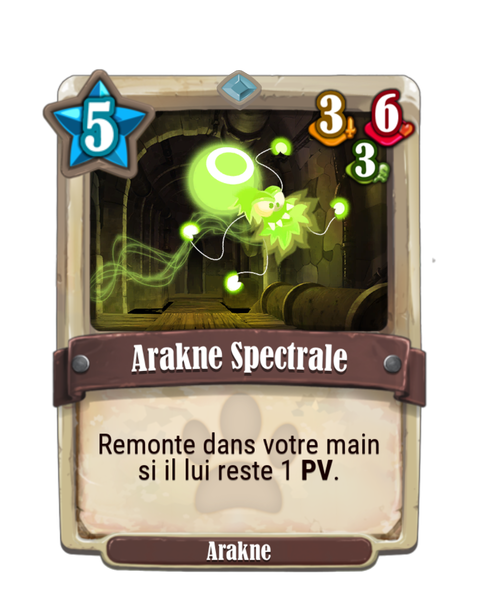 5
3 6
3
Arakne Spectrale
Remonte dans votre main
si il lui reste 1 PV.
Arakne